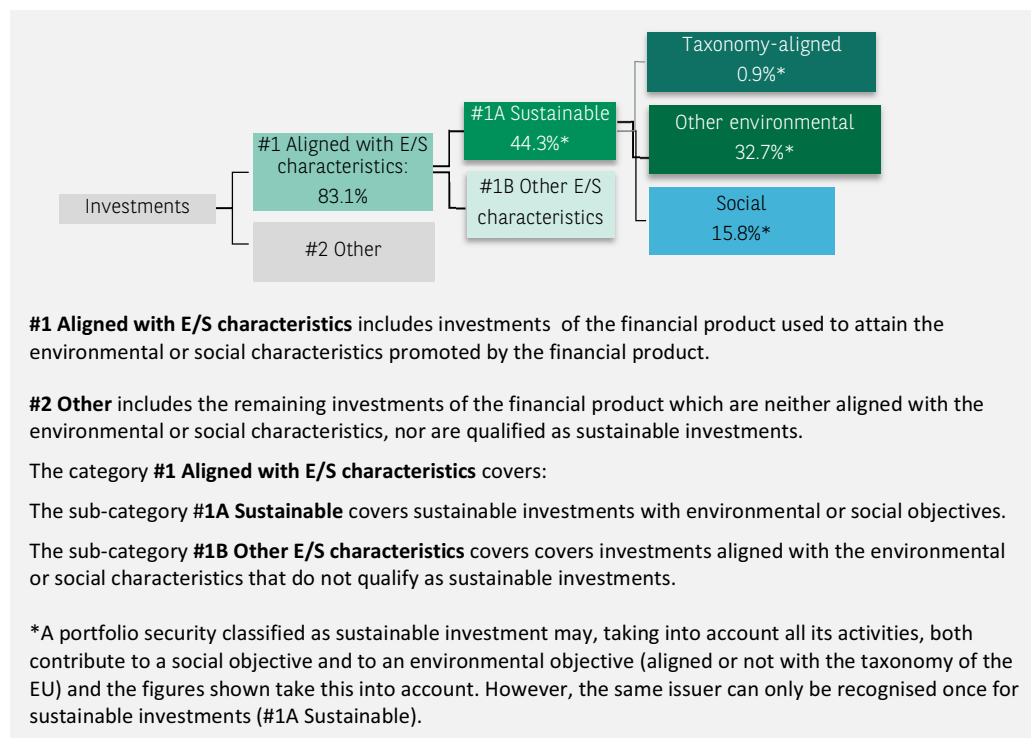 Taxonomy-aligned
0.9%*
#1A Sustainable
44.3%*
Other environmental
32.7%*
#1 Aligned with E/S
characteristics:
83.1%
#1B Other E/S
characteristics
Investments
Social
15.8%*
#2 Other
#1 Aligned with E/S characteristics includes investments of the financial product used to attain the
environmental or social characteristics promoted by the financial product.
#2 Other includes the remaining investments of the financial product which are neither aligned with the
environmental or social characteristics, nor are qualified as sustainable investments.
The category #1 Aligned with E/S characteristics covers:
The sub-category #1A Sustainable covers sustainable investments with environmental or social objectives.
The sub-category #1B Other E/S characteristics covers covers investments aligned with the environmental
or social characteristics that do not qualify as sustainable investments.
*A portfolio security classified as sustainable investment may, taking into account all its activities, both
contribute to a social objective and to an environmental objective (aligned or not with the taxonomy of the
EU) and the figures shown take this into account. However, the same issuer can only be recognised once for
sustainable investments (#1A Sustainable).